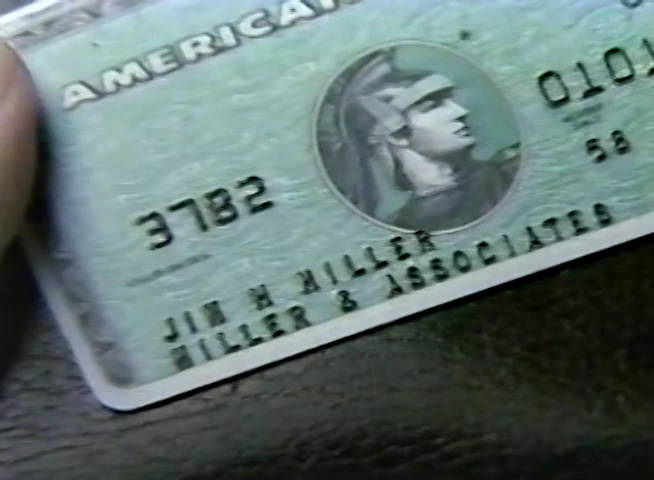 AMERICAN
3782 0101
58
JIM M MILLER
MILLER & ASSOCIATES